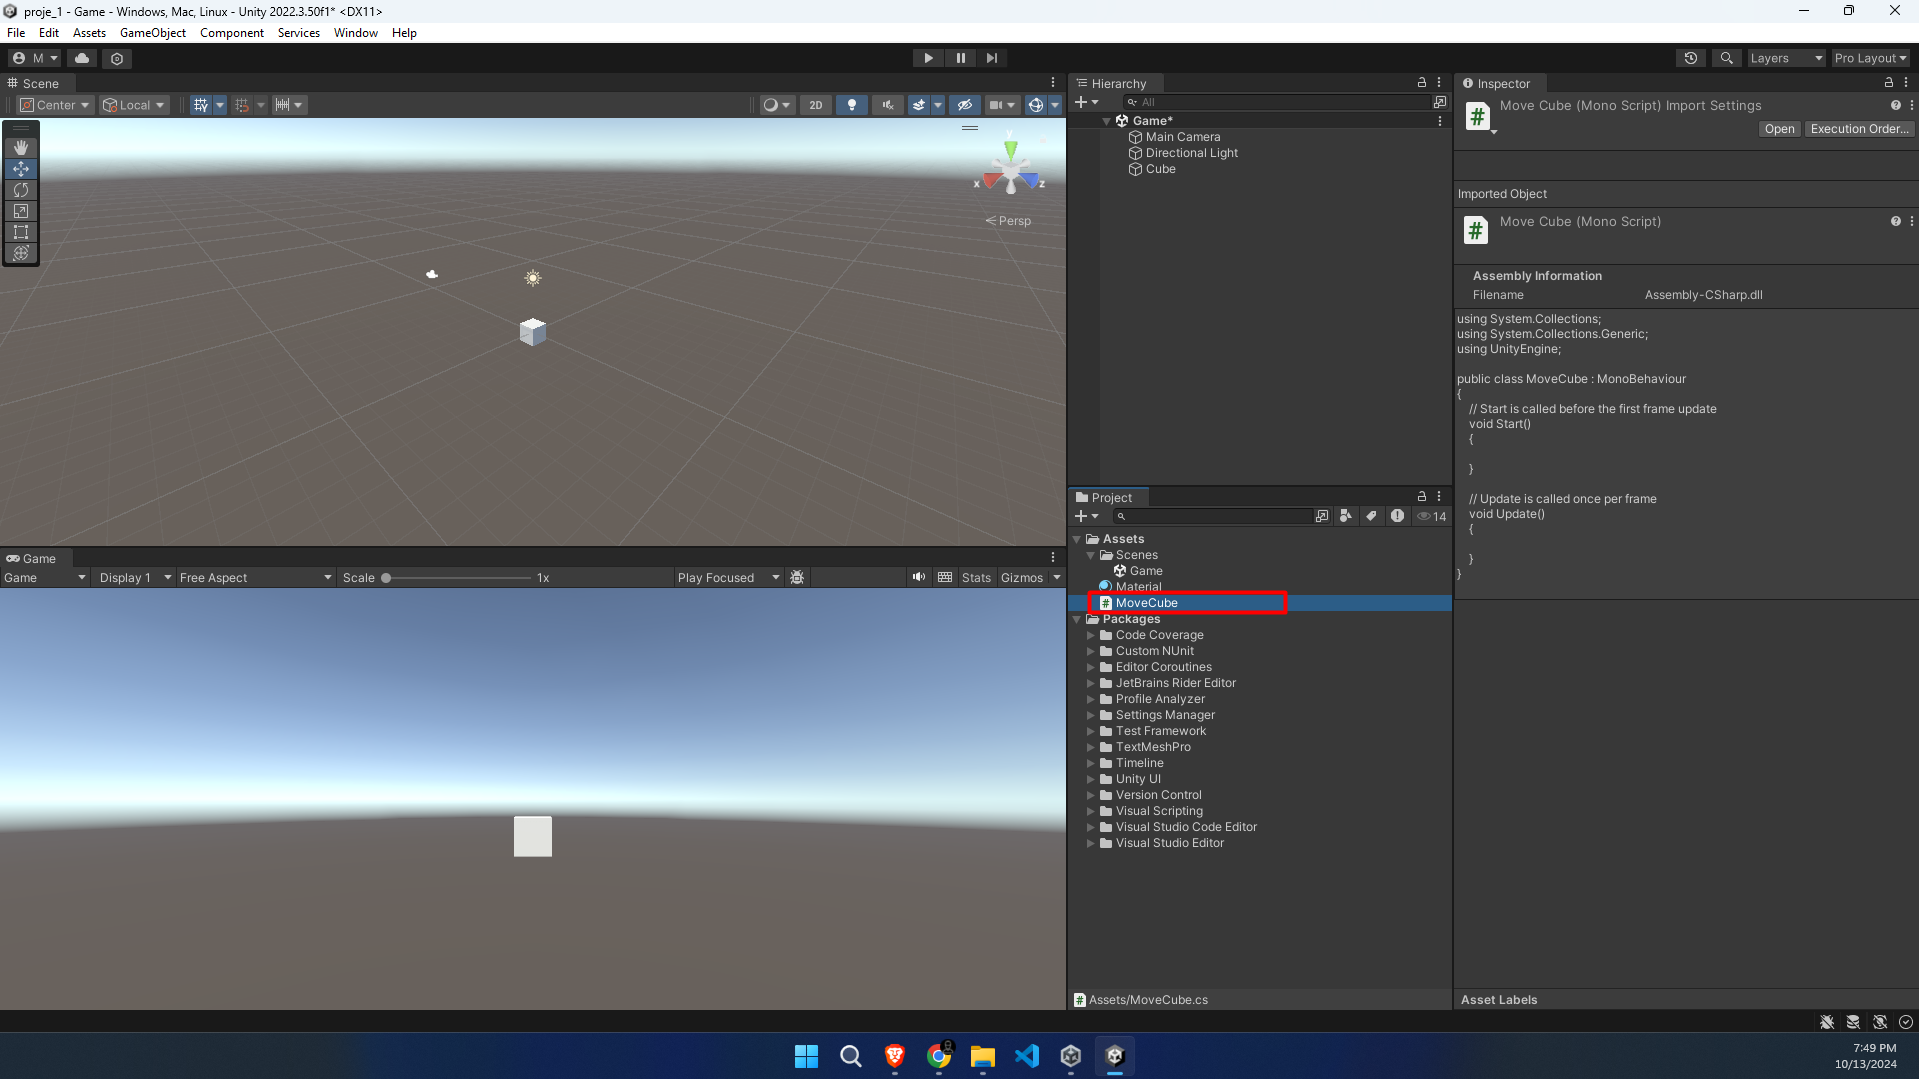 proje_1 - Game - Windows, Mac, Linux - Unity 2022.3.50f1* <DX11>
File Edit Assets GameObject Component Services Window Help
M
Layers
Pro Layout
Scene
Center
Local
2D
y
x
z
Persp
Game
Game
Display 1
Free Aspect
Scale
1x
Play Focused
Stats
Gizmos
Hierarchy
All
Game*
Main Camera
Directional Light
Cube
Project
14
Assets
Scenes
Game
Material
MoveCube
Packages
Code Coverage
Custom NUnit
Editor Coroutines
JetBrains Rider Editor
Profile Analyzer
Settings Manager
Test Framework
TextMeshPro
Timeline
Unity UI
Version Control
Visual Scripting
Visual Studio Code Editor
Visual Studio Editor
Assets/MoveCube.cs
Inspector
Move Cube (Mono Script) Import Settings
Open
Execution Order...
Imported Object
Move Cube (Mono Script)
Assembly Information
Filename Assembly-CSharp.dll
using System.Collections;
using System.Collections.Generic;
using UnityEngine;
public class MoveCube : MonoBehaviour
{
// Start is called before the first frame update
void Start()
{
}
// Update is called once per frame
void Update()
{
}
}
Asset Labels
7:49 PM
10/13/2024